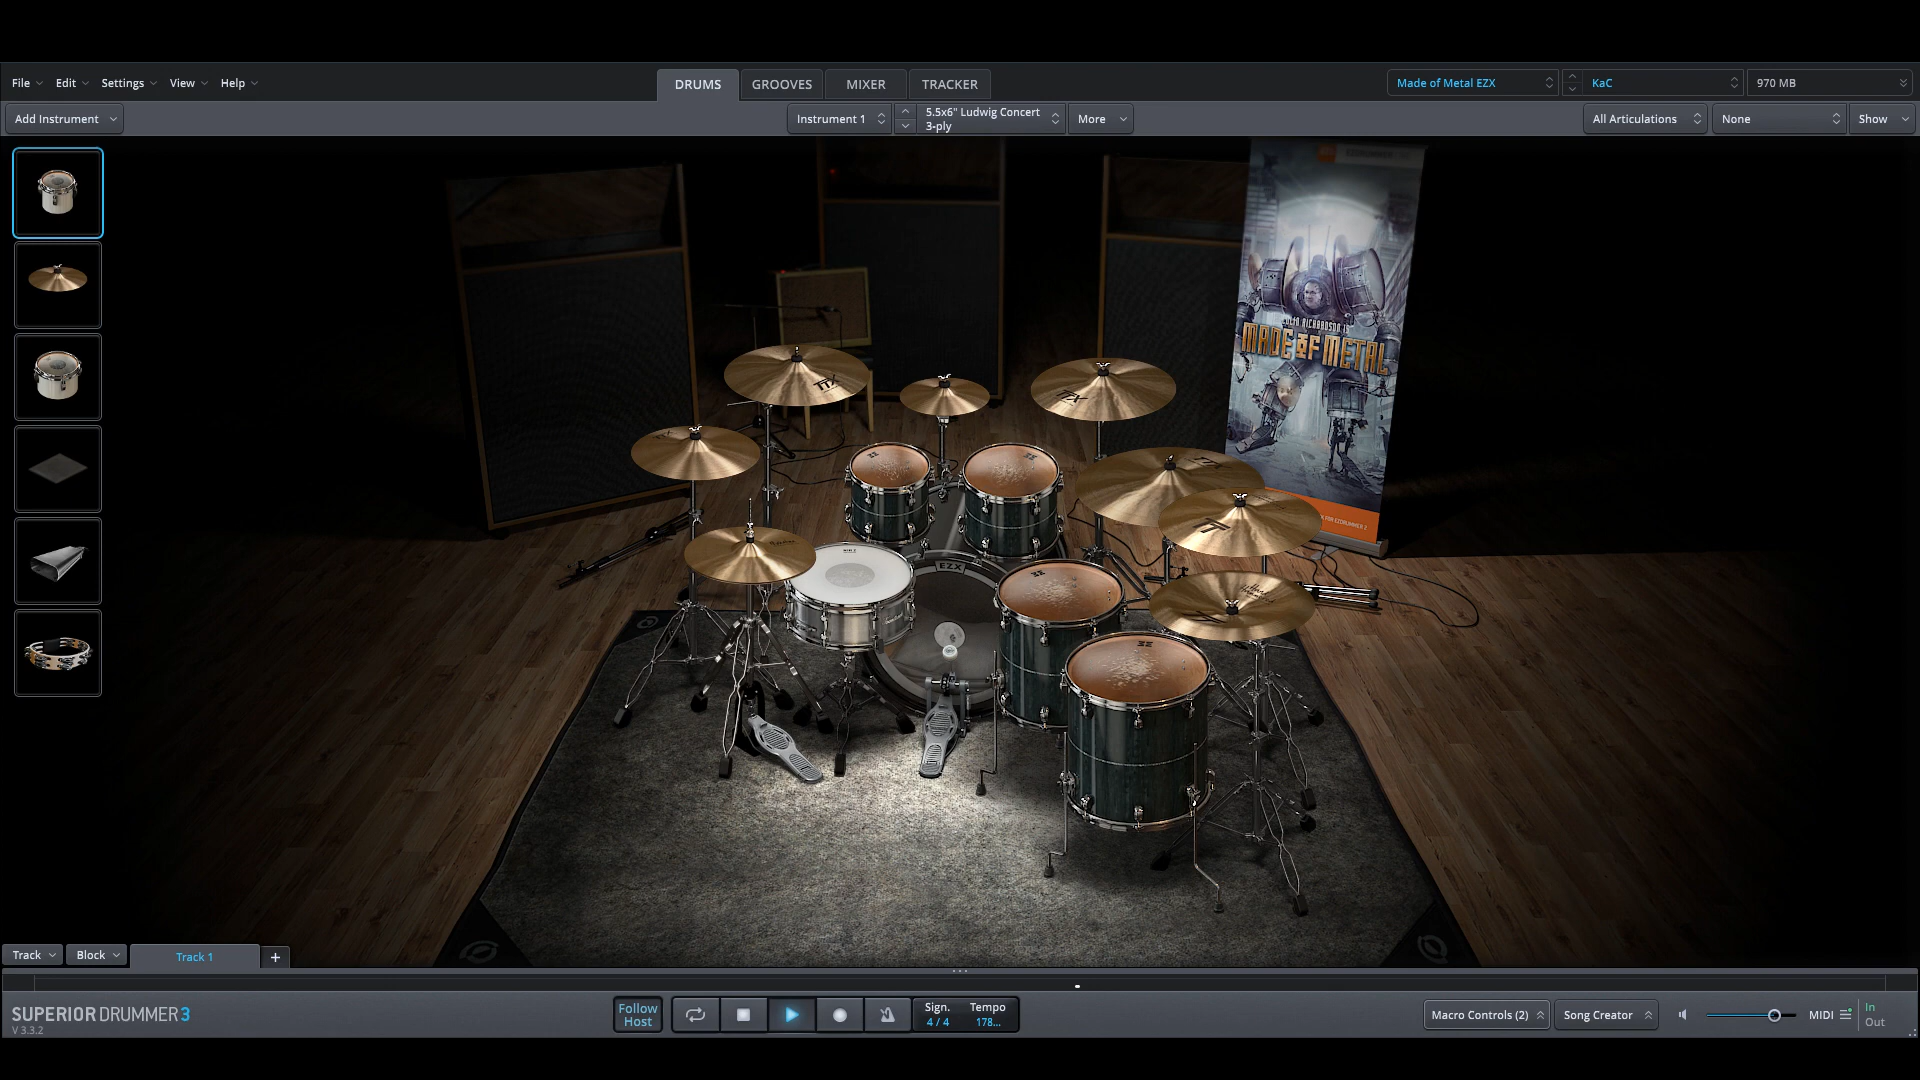 File
Edit
Settings
View
Help
DRUMS
GROOVES
MIXER
TRACKER
Made of Metal EZX
KaC
970 MB
Add Instrument
Instrument 1
5.5x6" Ludwig Concert
3-ply
More
All Articulations
None
Show
COLIN RICHARDSON'S
MADE OF METAL
EZX
Track
Block
Track 1
+
SUPERIOR DRUMMER 3
V 3.3.2
Follow
Host
Sign.
4 / 4
Tempo
178...
Macro Controls (2)
Song Creator
MIDI
In
Out